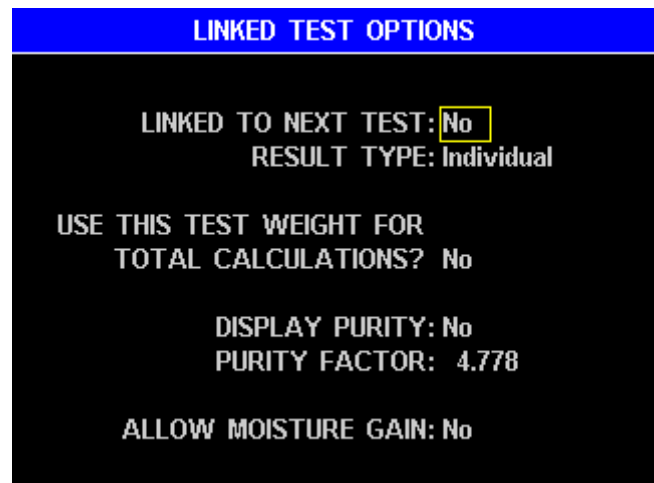 LINKED TEST OPTIONS
LINKED TO NEXT TEST: No
RESULT TYPE: Individual
USE THIS TEST WEIGHT FOR
TOTAL CALCULATIONS? No
DISPLAY PURITY: No
PURITY FACTOR: 4.778
ALLOW MOISTURE GAIN: No